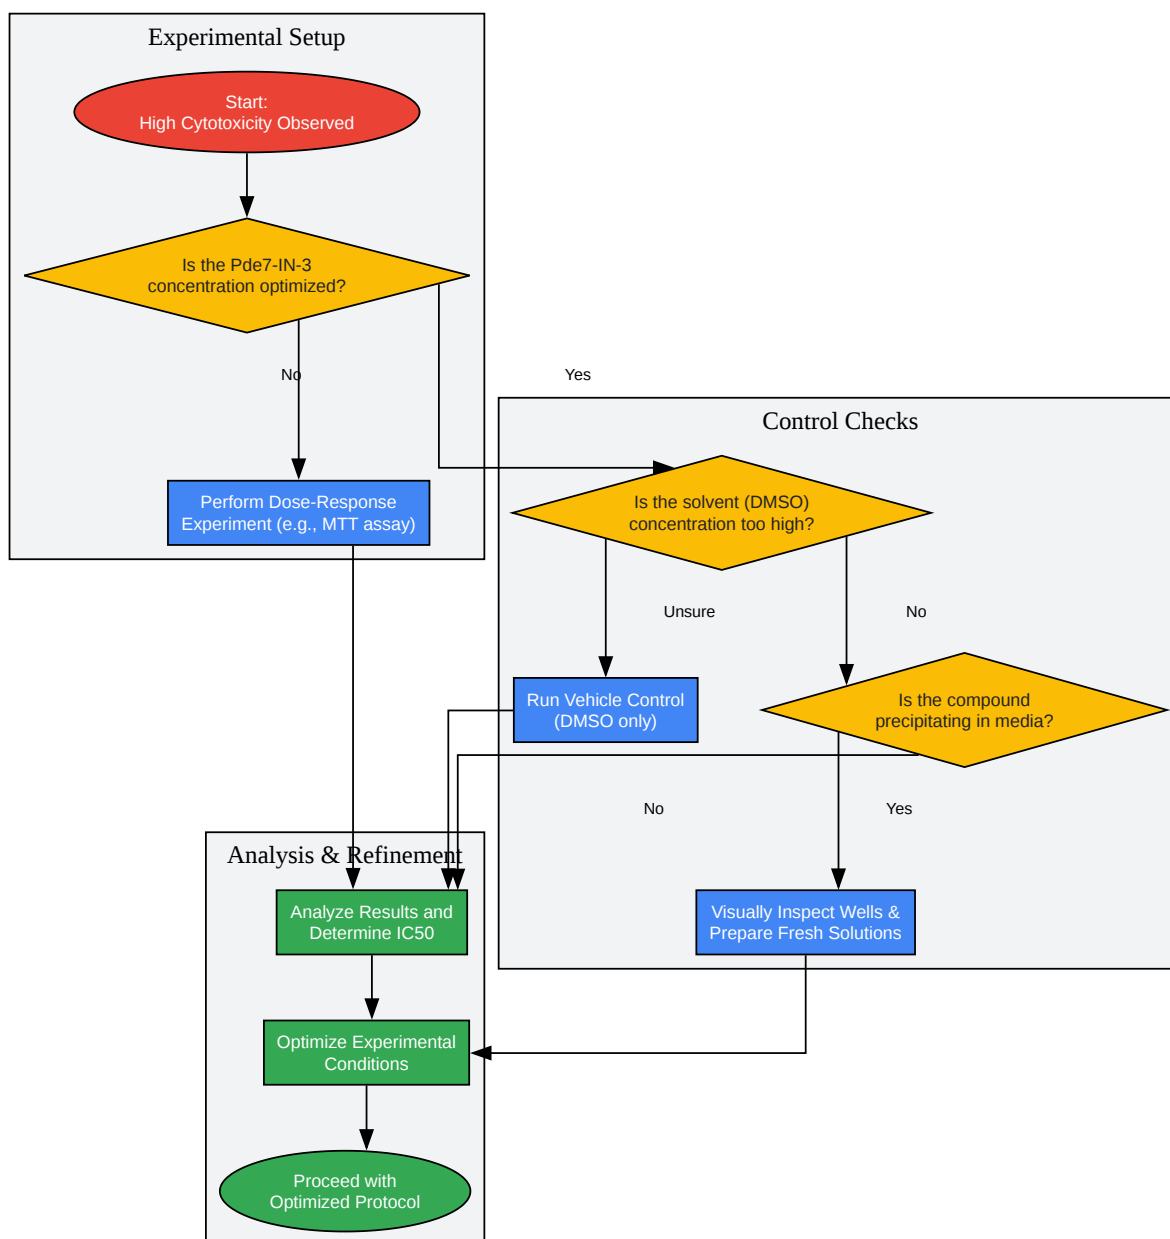 Experimental Setup
Start:
High Cytotoxicity Observed
Is the Pde7-IN-3
concentration optimized?
No
Yes
Perform Dose-Response
Experiment (e.g., MTT assay)
Control Checks
Is the solvent (DMSO)
concentration too high?
Unsure
No
Run Vehicle Control
(DMSO only)
Is the compound
precipitating in media?
No
Yes
Analysis & Refinement
Analyze Results and
Determine IC50
Visually Inspect Wells &
Prepare Fresh Solutions
Optimize Experimental
Conditions
Proceed with
Optimized Protocol